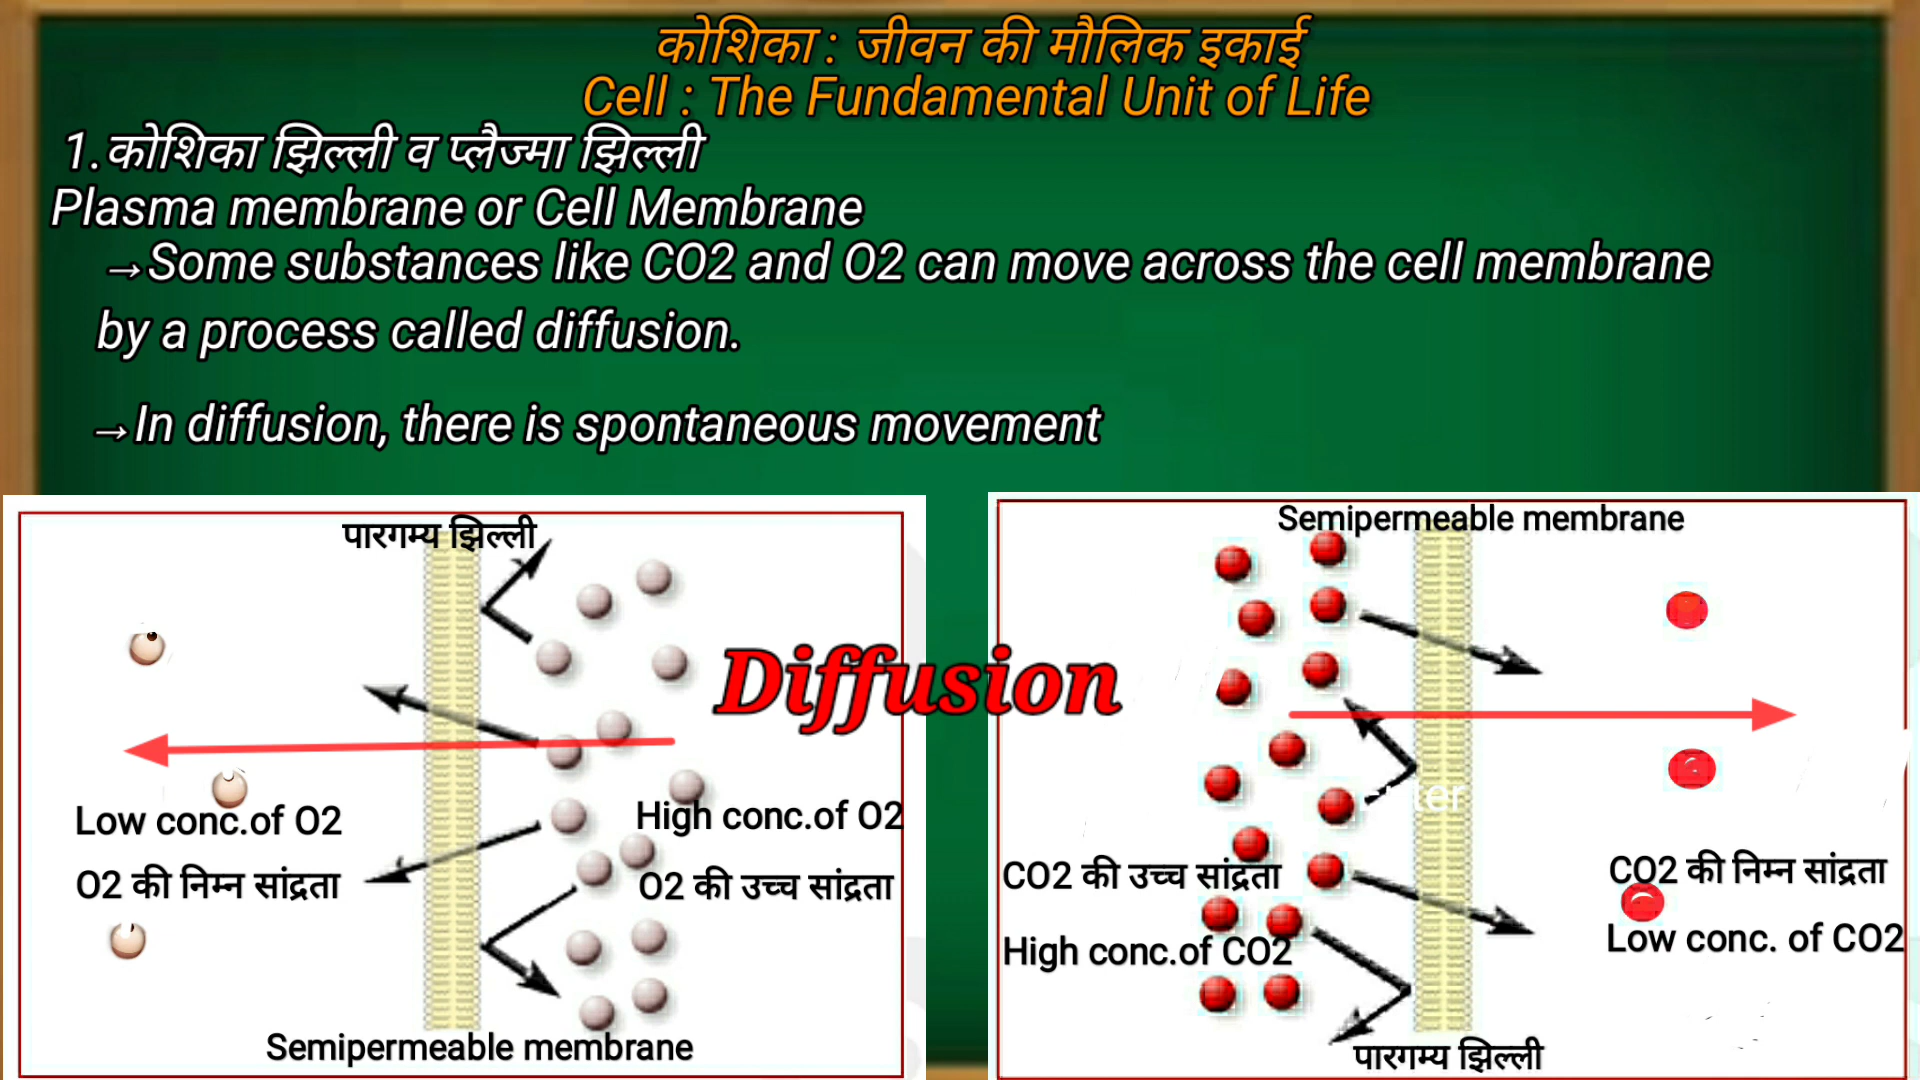 कोशिका : जीवन की मौलिक इकाई
Cell : The Fundamental Unit of Life
1. कोशिका झिल्ली व प्लैज्मा झिल्ली
Plasma membrane or Cell Membrane
→Some substances like CO2 and O2 can move across the cell membrane
by a process called diffusion.
→In diffusion, there is spontaneous movement
पारगम्य झिल्ली
Low conc.of O2
O2 की निम्न सांद्रता
High conc.of O2
O2 की उच्च सांद्रता
Semipermeable membrane
Diffusion
Semipermeable membrane
CO2 की उच्च सांद्रता
High conc.of CO2
CO2 की निम्न सांद्रता
Low conc. of CO2
पारगम्य झिल्ली